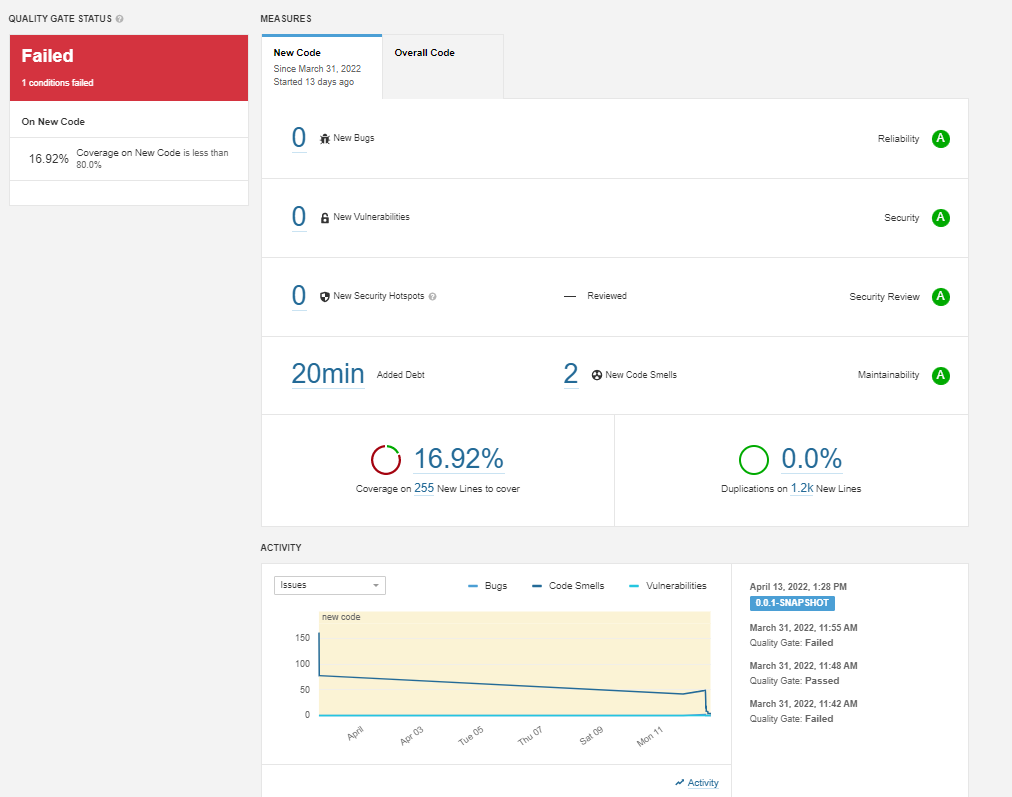 QUALITY GATE STATUS
MEASURES
Failed
1 conditions failed
On New Code
16.92% Coverage on New Code is less than
80.0%
New Code
Since March 31, 2022
Started 13 days ago
Overall Code
0 New Bugs
Reliability A
0 New Vulnerabilities
Security A
0 New Security Hotspots ?
— Reviewed
Security Review A
20min Added Debt
2 New Code Smells
Maintainability A
16.92%
Coverage on 255 New Lines to cover
0.0%
Duplications on 1.2k New Lines
ACTIVITY
Issues
Bugs
Code Smells
Vulnerabilities
new code
150
100
50
0
April
Apr 03
Tue 05
Thu 07
Sat 09
Mon 11
Activity
April 13, 2022, 1:28 PM
0.0.1-SNAPSHOT
March 31, 2022, 11:55 AM
Quality Gate: Failed
March 31, 2022, 11:48 AM
Quality Gate: Passed
March 31, 2022, 11:42 AM
Quality Gate: Failed